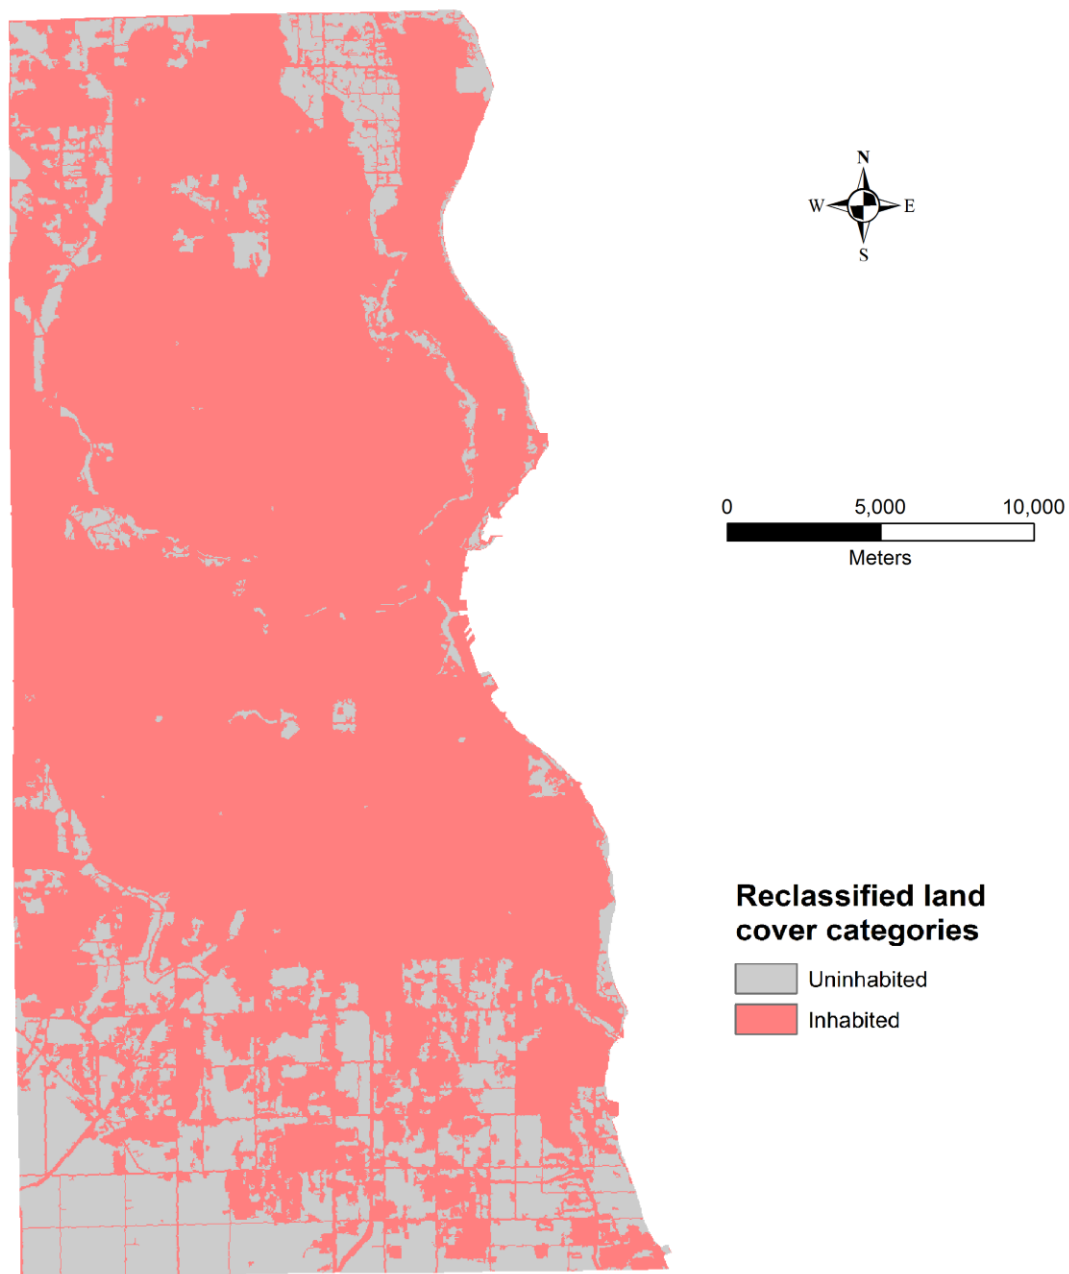 N
W E
S
0 5,000 10,000
Meters
Reclassified land
cover categories
Uninhabited
Inhabited